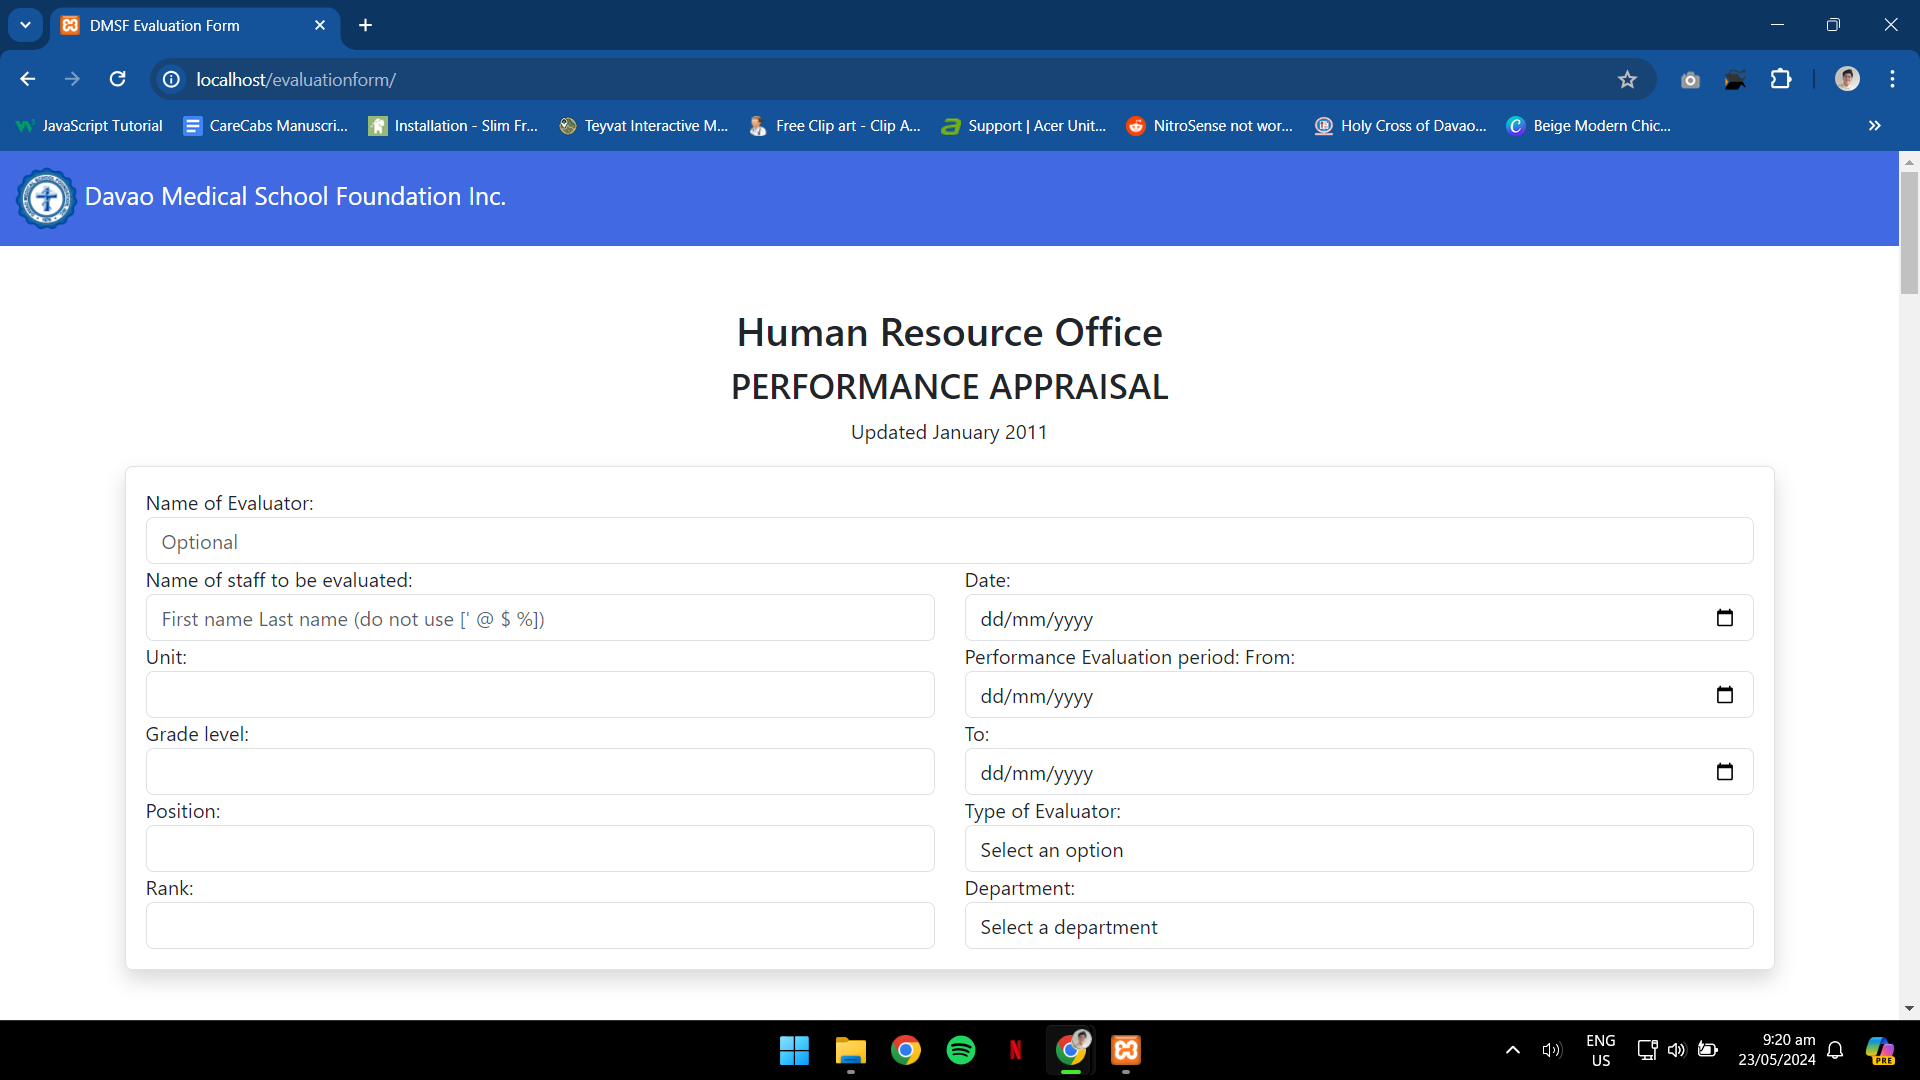 DMSF Evaluation Form
localhost/evaluationform/
JavaScript Tutorial
CareCabs Manuscri...
Installation - Slim Fr...
Teyvat Interactive M...
Free Clip art - Clip A...
Support | Acer Unit...
NitroSense not wor...
Holy Cross of Davao...
Beige Modern Chic...
Davao Medical School Foundation Inc.
Human Resource Office
PERFORMANCE APPRAISAL
Updated January 2011
Name of Evaluator:
Optional
Name of staff to be evaluated:
Date:
First name Last name (do not use [' @ $ %])
dd/mm/yyyy
Unit:
Performance Evaluation period: From:
dd/mm/yyyy
Grade level:
To:
dd/mm/yyyy
Position:
Type of Evaluator:
Select an option
Rank:
Department:
Select a department
ENG
US
9:20 am
23/05/2024
PRE